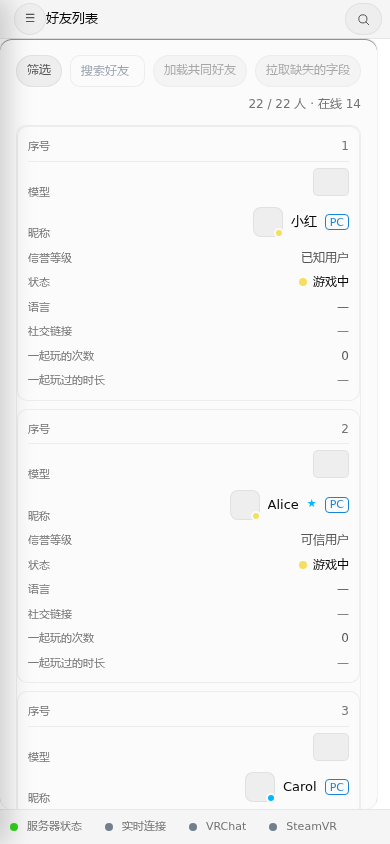 ☰ 好友列表
筛选 搜索好友 加载共同好友 拉取缺失的字段
22 / 22 人 · 在线 14
序号 1
模型
昵称 小红 PC
信誉等级 已知用户
状态 游戏中
语言 —
社交链接 —
一起玩的次数 0
一起玩过的时长 —
序号 2
模型
昵称 Alice ★ PC
信誉等级 可信用户
状态 游戏中
语言 —
社交链接 —
一起玩的次数 0
一起玩过的时长 —
序号 3
模型
昵称 Carol PC
服务器状态 实时连接 VRChat SteamVR